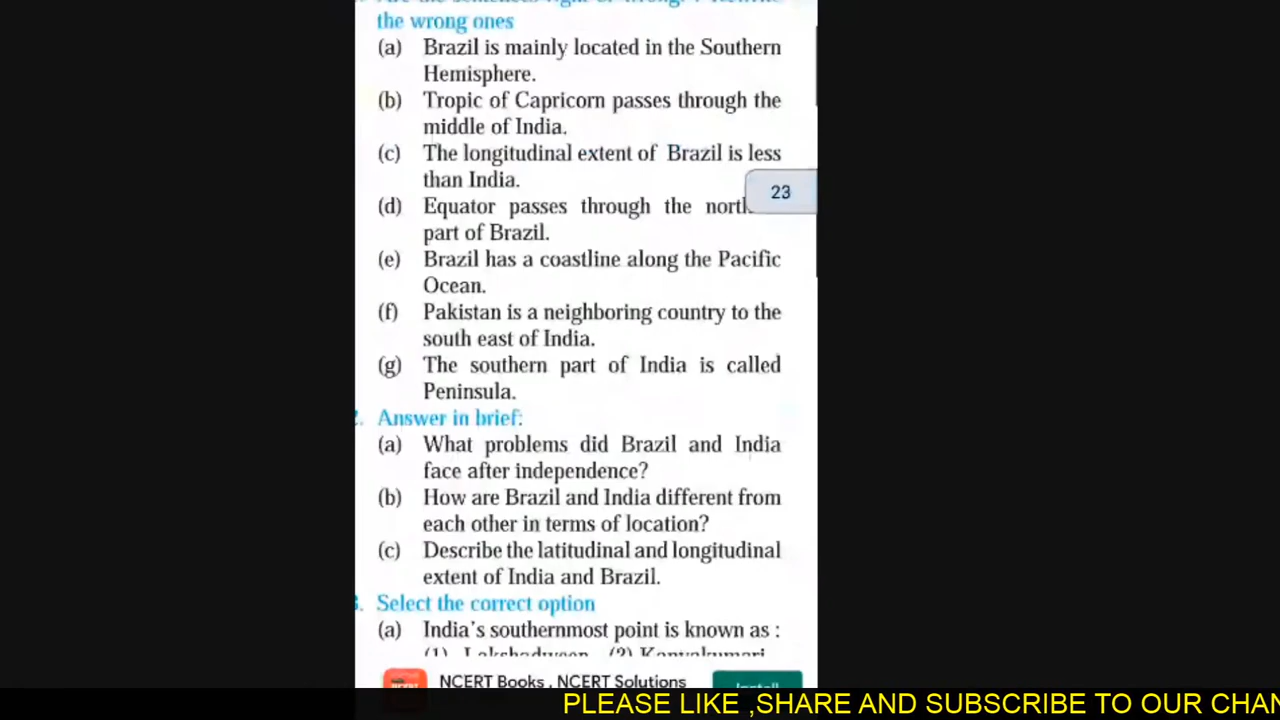 the wrong ones
(a) Brazil is mainly located in the Southern
Hemisphere.
(b) Tropic of Capricorn passes through the
middle of India.
(c) The longitudinal extent of Brazil is less
than India.
23
(d) Equator passes through the
part of Brazil.
(e) Brazil has a coastline along the Pacific
Ocean.
(f) Pakistan is a neighboring country to the
south east of India.
(g) The southern part of India is called
Peninsula.
Answer in brief:
(a) What problems did Brazil and India
face after independence?
(b) How are Brazil and India different from
each other in terms of location?
(c) Describe the latitudinal and longitudinal
extent of India and Brazil.
Select the correct option
(a) India's southernmost point is known as :
(1) Lakshadweep (2) Kanyakumari
NCERT Books , NCERT Solutions
Install
PLEASE LIKE ,SHARE AND SUBSCRIBE TO OUR